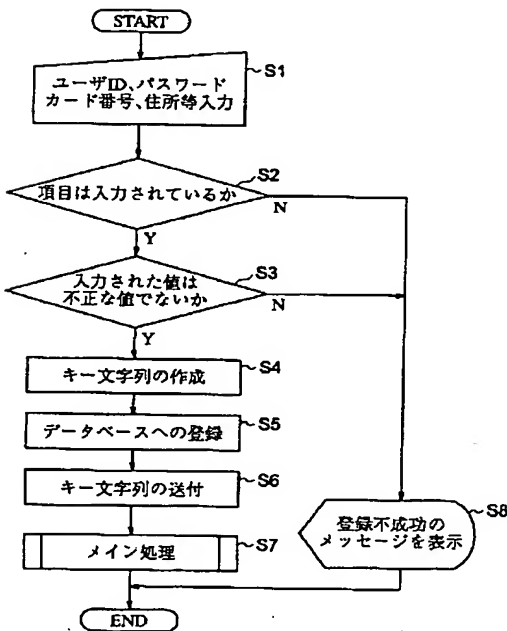 START
ユーザID、パスワード
カード番号、住所等入力
S1
項目は入力されているか
S2
N
Y
入力された値は
不正な値でないか
S3
N
Y
キー文字列の作成
S4
データベースへの登録
S5
キー文字列の送付
S6
メイン処理
S7
登録不成功の
メッセージを表示
S8
END